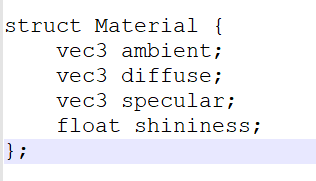 struct Material {
    vec3 ambient;
    vec3 diffuse;
    vec3 specular;
    float shininess;
};